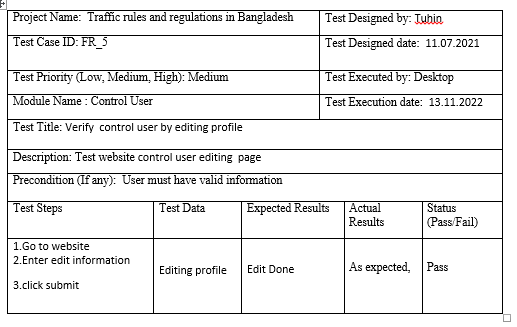 Project Name:  Traffic rules and regulations in Bangladesh
Test Designed by: Tuhin
Test Case ID: FR_5
Test Designed date:  11.07.2021
Test Priority (Low, Medium, High): Medium
Test Executed by: Desktop
Module Name : Control User
Test Execution date:  13.11.2022
Test Title: Verify  control user by editing profile
Description: Test website control user editing  page
Precondition (If any):  User must have valid information
Test Steps
Test Data
Expected Results
Actual
Results
Status
(Pass/Fail)
1.Go to website
2.Enter edit information
3.click submit
Editing profile
Edit Done
As expected,
Pass